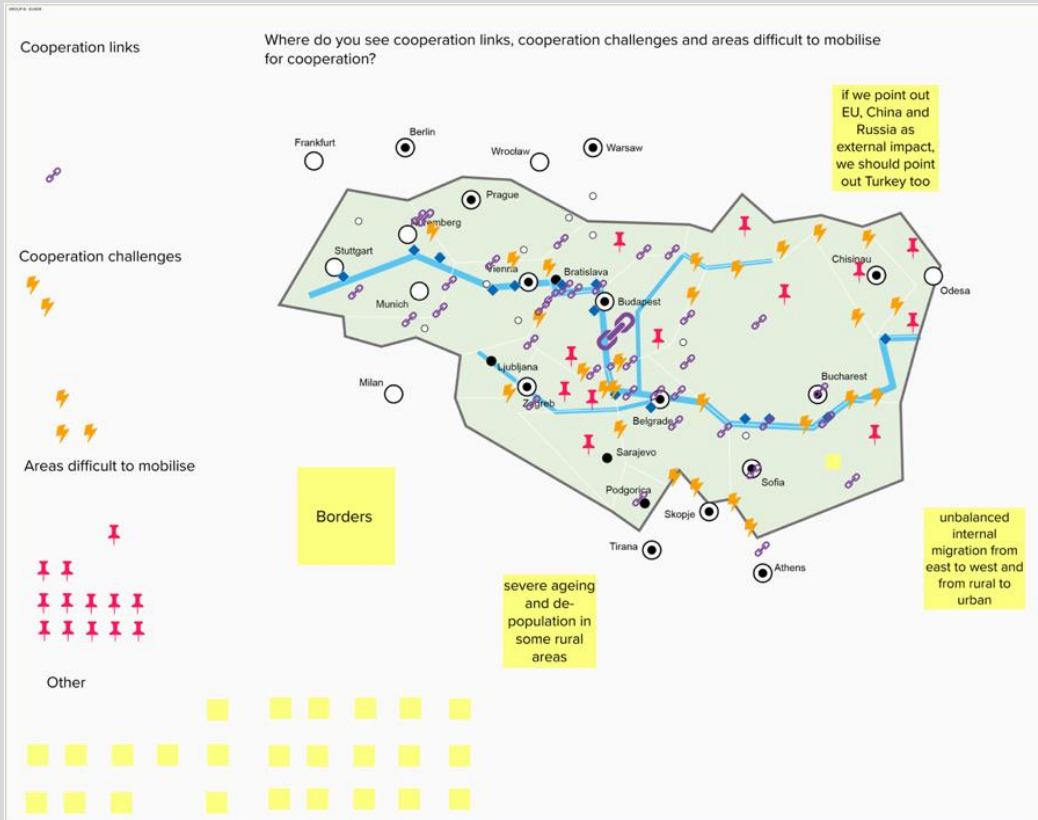 Cooperation links
Where do you see cooperation links, cooperation challenges and areas difficult to mobilise
for cooperation?
if we point out
EU, China and
Russia as
external impact,
we should point
out Turkey too
Frankfurt
Berlin
Wrocław
Warsaw
Prague
Nuremberg
Cooperation challenges
Stuttgart
Vienna
Bratislava
Chisinau
Munich
Budapest
Odesa
Ljubljana
Milan
Zagreb
Bucharest
Belgrade
Areas difficult to mobilise
Sarajevo
Sofia
Podgorica
Skopje
Borders
Tirana
Athens
unbalanced
internal
migration from
east to west and
from rural to
urban
severe ageing
and de-
population in
some rural
areas
Other